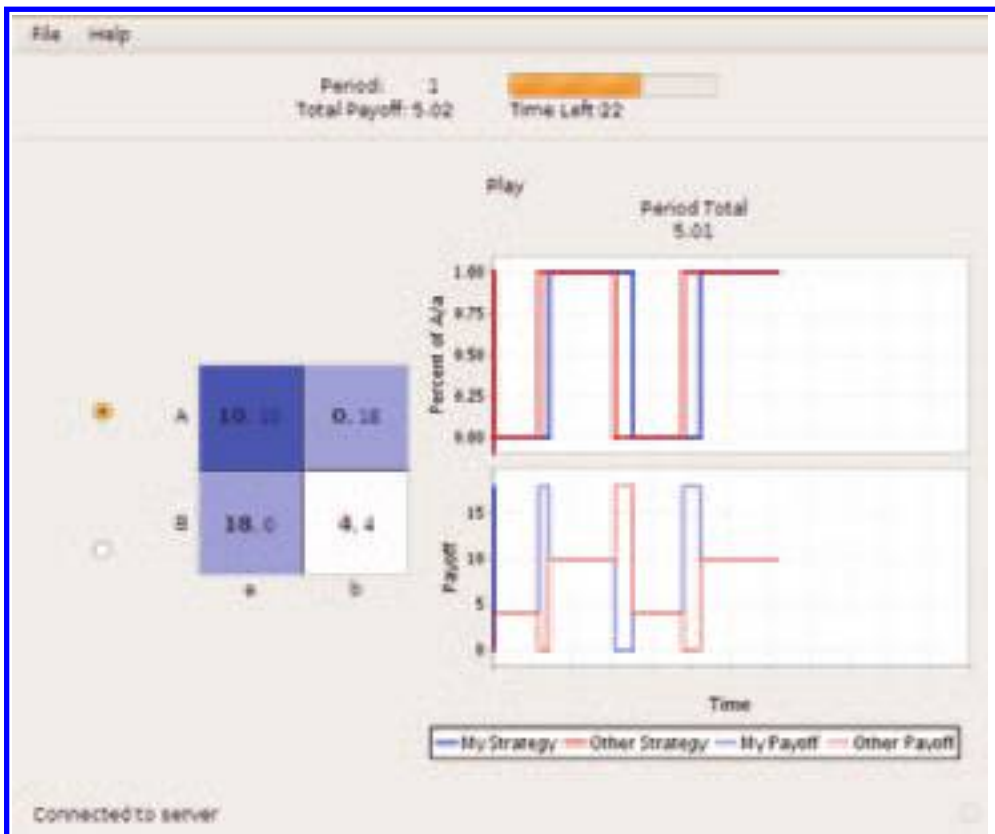 File Help
Period: 1
Total Payoff: 5.02
Time Left:22
Play
Period Total
5.01
Percent of A/a
1.00
0.75
0.50
0.25
0.00
A
10, 10
0, 18
B
18, 0
4, 4
a
b
Payoff
15
10
5
0
Time
My Strategy
Other Strategy
My Payoff
Other Payoff
Connected to server